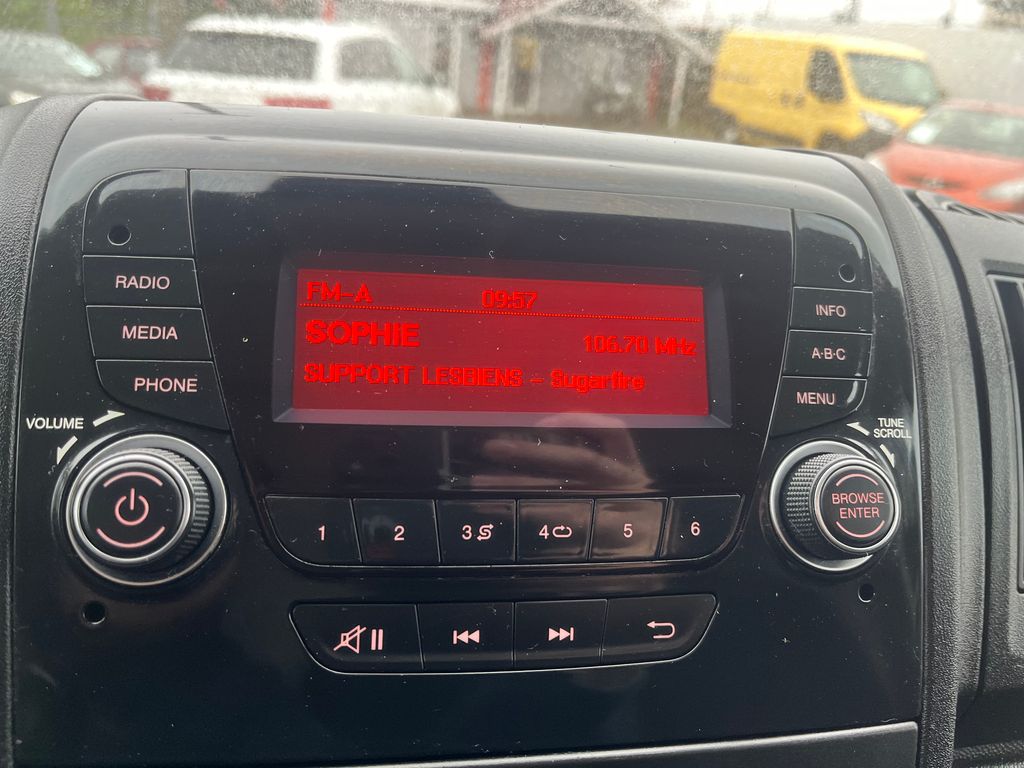 FM-A 09:57
SOPHIE 106.70 MHz
SUPPORT LESBIENS - Sugarfire
RADIO
MEDIA
PHONE
INFO
A·B·C
MENU
VOLUME
TUNE
SCROLL
BROWSE
ENTER
1 2 3 4 5 6